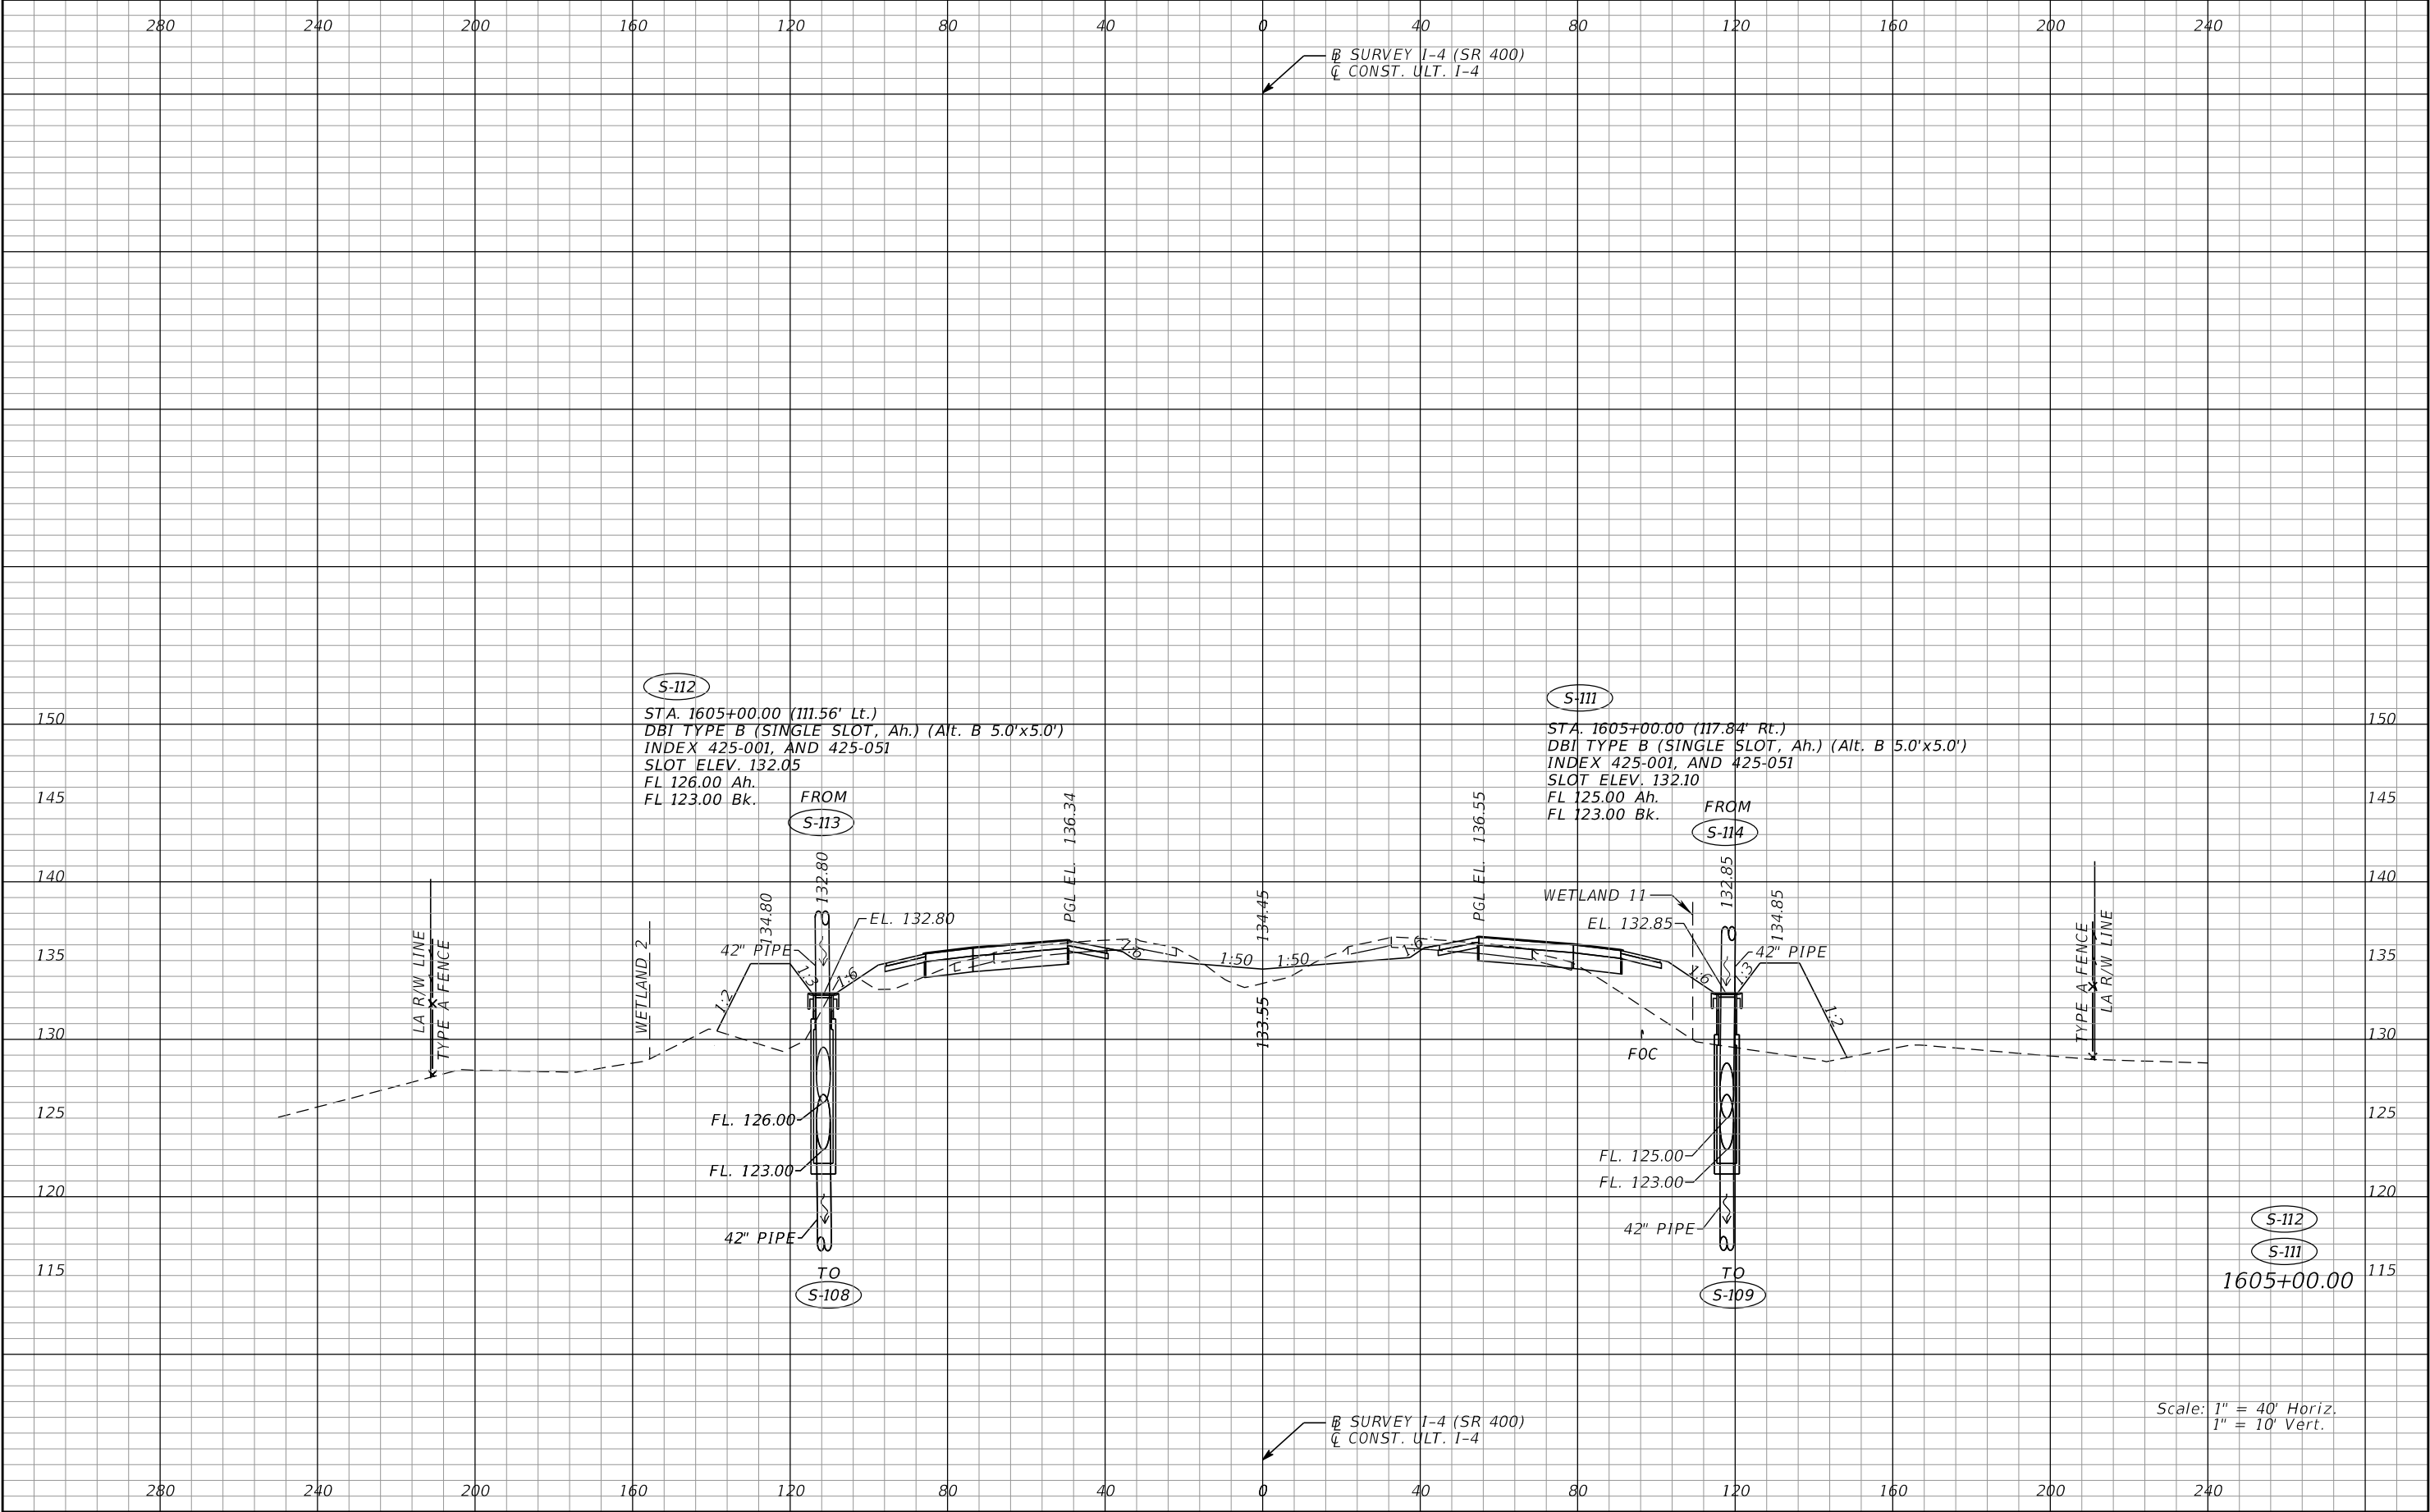 280 240 200 160 120 80 40 0 40 80 120 160 200 240
℄ SURVEY I-4 (SR 400)
℄ CONST. ULT. I-4
S-112
STA. 1605+00.00 (111.56' Lt.)
DBI TYPE B (SINGLE SLOT, Ah.) (Alt. B 5.0'x5.0')
INDEX 425-001, AND 425-051
SLOT ELEV. 132.05
FL 126.00 Ah.
FL 123.00 Bk.
FROM
S-113
S-111
STA. 1605+00.00 (117.84' Rt.)
DBI TYPE B (SINGLE SLOT, Ah.) (Alt. B 5.0'x5.0')
INDEX 425-001, AND 425-051
SLOT ELEV. 132.10
FL 125.00 Ah.
FL 123.00 Bk.
FROM
S-114
150
145
140
135
130
125
120
115
150
145
140
135
130
125
120
115
LA R/W LINE
TYPE A FENCE
WETLAND 2
1:2
134.80
42" PIPE
1:3
132.80
EL. 132.80
1:6
PGL EL. 136.34
1:50
134.45
133.55
1:50
1:6
PGL EL. 136.55
WETLAND 11
EL. 132.85
132.85
134.85
42" PIPE
1:6
1:3
1:2
FOC
TYPE A FENCE
LA R/W LINE
FL. 126.00
FL. 123.00
42" PIPE
TO
S-108
FL. 125.00
FL. 123.00
42" PIPE
TO
S-109
S-112
S-111
1605+00.00
Scale: 1" = 40' Horiz.
1" = 10' Vert.
℄ SURVEY I-4 (SR 400)
℄ CONST. ULT. I-4
280 240 200 160 120 80 40 0 40 80 120 160 200 240